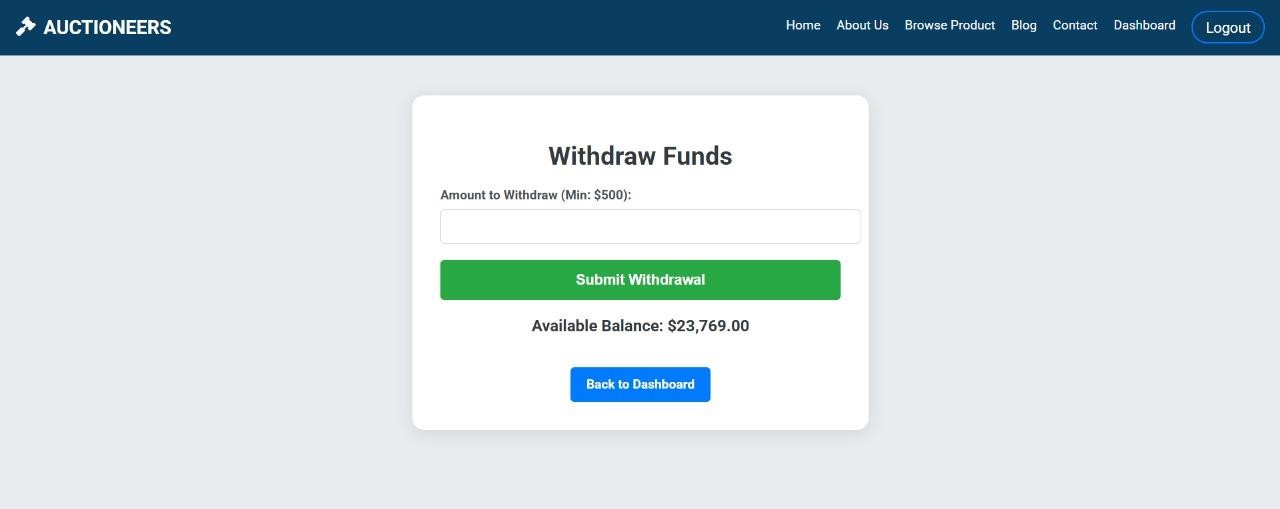 AUCTIONEERS
Home About Us Browse Product Blog Contact Dashboard Logout
Withdraw Funds
Amount to Withdraw (Min: $500):
Submit Withdrawal
Available Balance: $23,769.00
Back to Dashboard